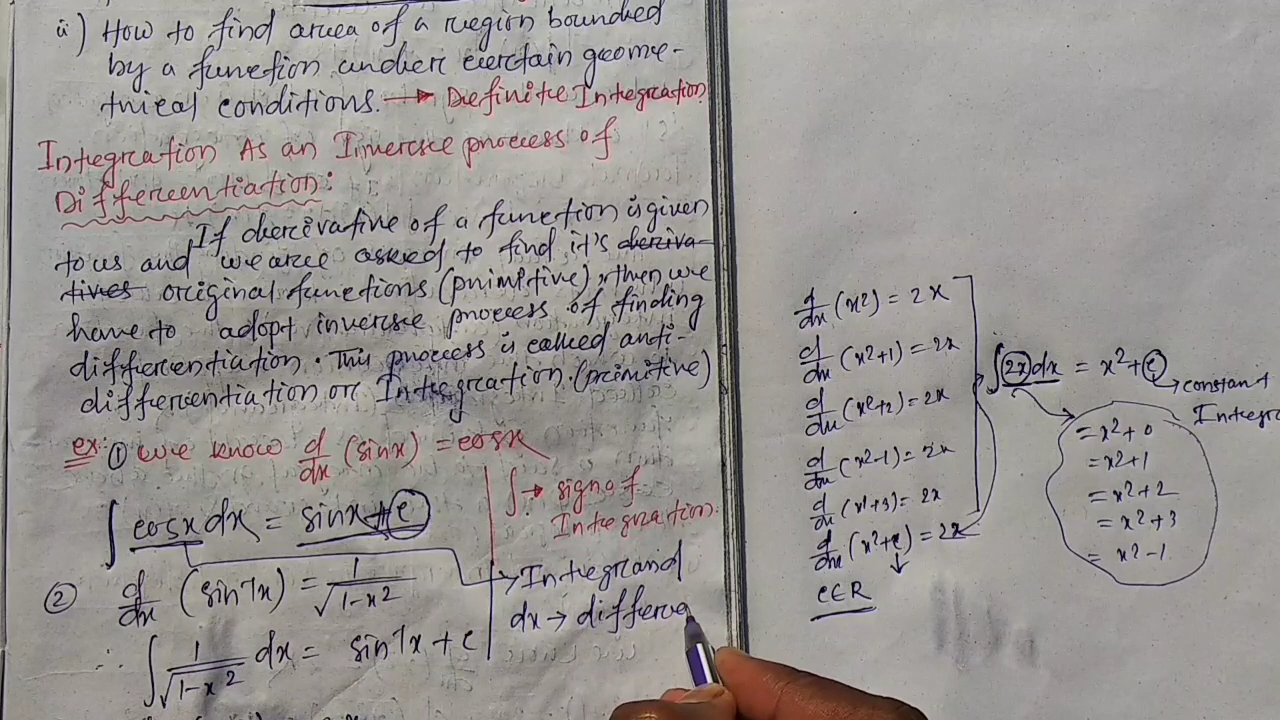 ii) How to find area of a region bounded
by a function under certain geome-
trical conditions. → Definite Integration
Integration As an Inverse process of
Differentiation:
If derivative of a function is given
to us and we are asked to find it's deriva-
tives original functions (primitive), then we
have to adopt inverse process of finding
differentiation. This process is called anti-
differentiation or Integration. (primitive)
ex: ① we know d/dx (sinx) = cosx
∫ cosx dx = sinx + c
② d/dx (sin⁻¹x) = 1/√(1-x²)
∴ ∫ 1/√(1-x²) dx = sin⁻¹x + c
∫ → sign of
Integration.
→ Integrand
dx → differe
d/dx (x²) = 2x
d/dx (x²+1) = 2x
d/dx (x²+2) = 2x
d/dx (x²-1) = 2x
d/dx (x²+3) = 2x
d/dx (x²+c) = 2x
c∈R
∫ 2x dx = x² + c
→ constant
Integra
= x²+0
= x²+1
= x²+2
= x²+3
= x²-1